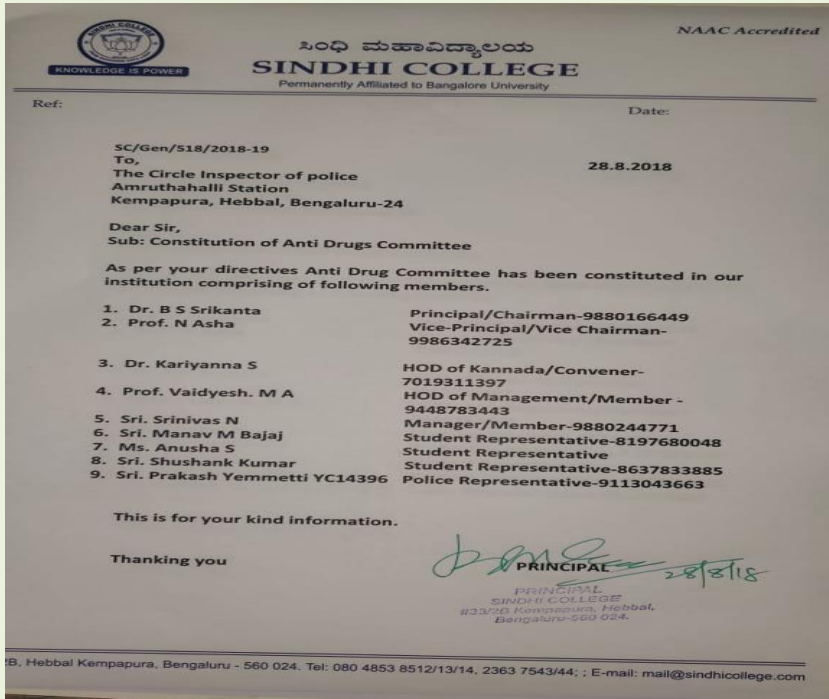 SINDHI COLLEGE
KNOWLEDGE IS POWER
NAAC Accredited
ಸಿಂಧಿ ಮಹಾವಿದ್ಯಾಲಯ
SINDHI COLLEGE
Permanently Affiliated to Bangalore University
Ref:
Date:
SC/Gen/518/2018-19
To,
28.8.2018
The Circle Inspector of police
Amruthahalli Station
Kempapura, Hebbal, Bengaluru-24
Dear Sir,
Sub: Constitution of Anti Drugs Committee
As per your directives Anti Drug Committee has been constituted in our
institution comprising of following members.
1. Dr. B S Srikanta Principal/Chairman-9880166449
2. Prof. N Asha Vice-Principal/Vice Chairman-
9986342725
3. Dr. Kariyanna S HOD of Kannada/Convener-
7019311397
4. Prof. Vaidyesh. M A HOD of Management/Member -
9448783443
5. Sri. Srinivas N Manager/Member-9880244771
6. Sri. Manav M Bajaj Student Representative-8197680048
7. Ms. Anusha S Student Representative
8. Sri. Shushank Kumar Student Representative-8637833885
9. Sri. Prakash Yemmetti YC14396 Police Representative-9113043663
This is for your kind information.
Thanking you
PRINCIPAL
28/8/18
PRINCIPAL
SINDHI COLLEGE
#33/2B Kempapura, Hebbal,
Bengaluru-560 024.
2B, Hebbal Kempapura, Bengaluru - 560 024. Tel: 080 4853 8512/13/14, 2363 7543/44; : E-mail: mail@sindhicollege.com